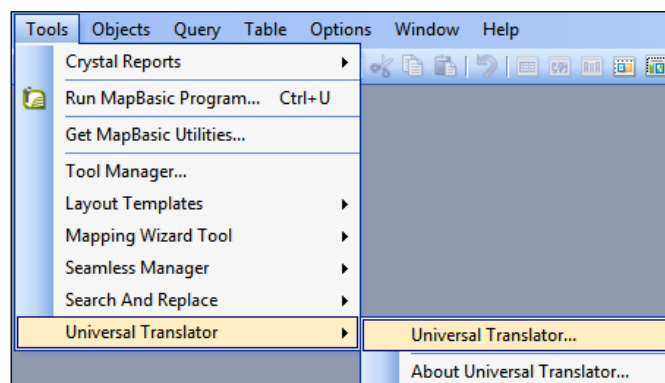 Tools Objects Query Table Options Window Help
Crystal Reports
Run MapBasic Program... Ctrl+U
Get MapBasic Utilities...
Tool Manager...
Layout Templates
Mapping Wizard Tool
Seamless Manager
Search And Replace
Universal Translator Universal Translator...
About Universal Translator...